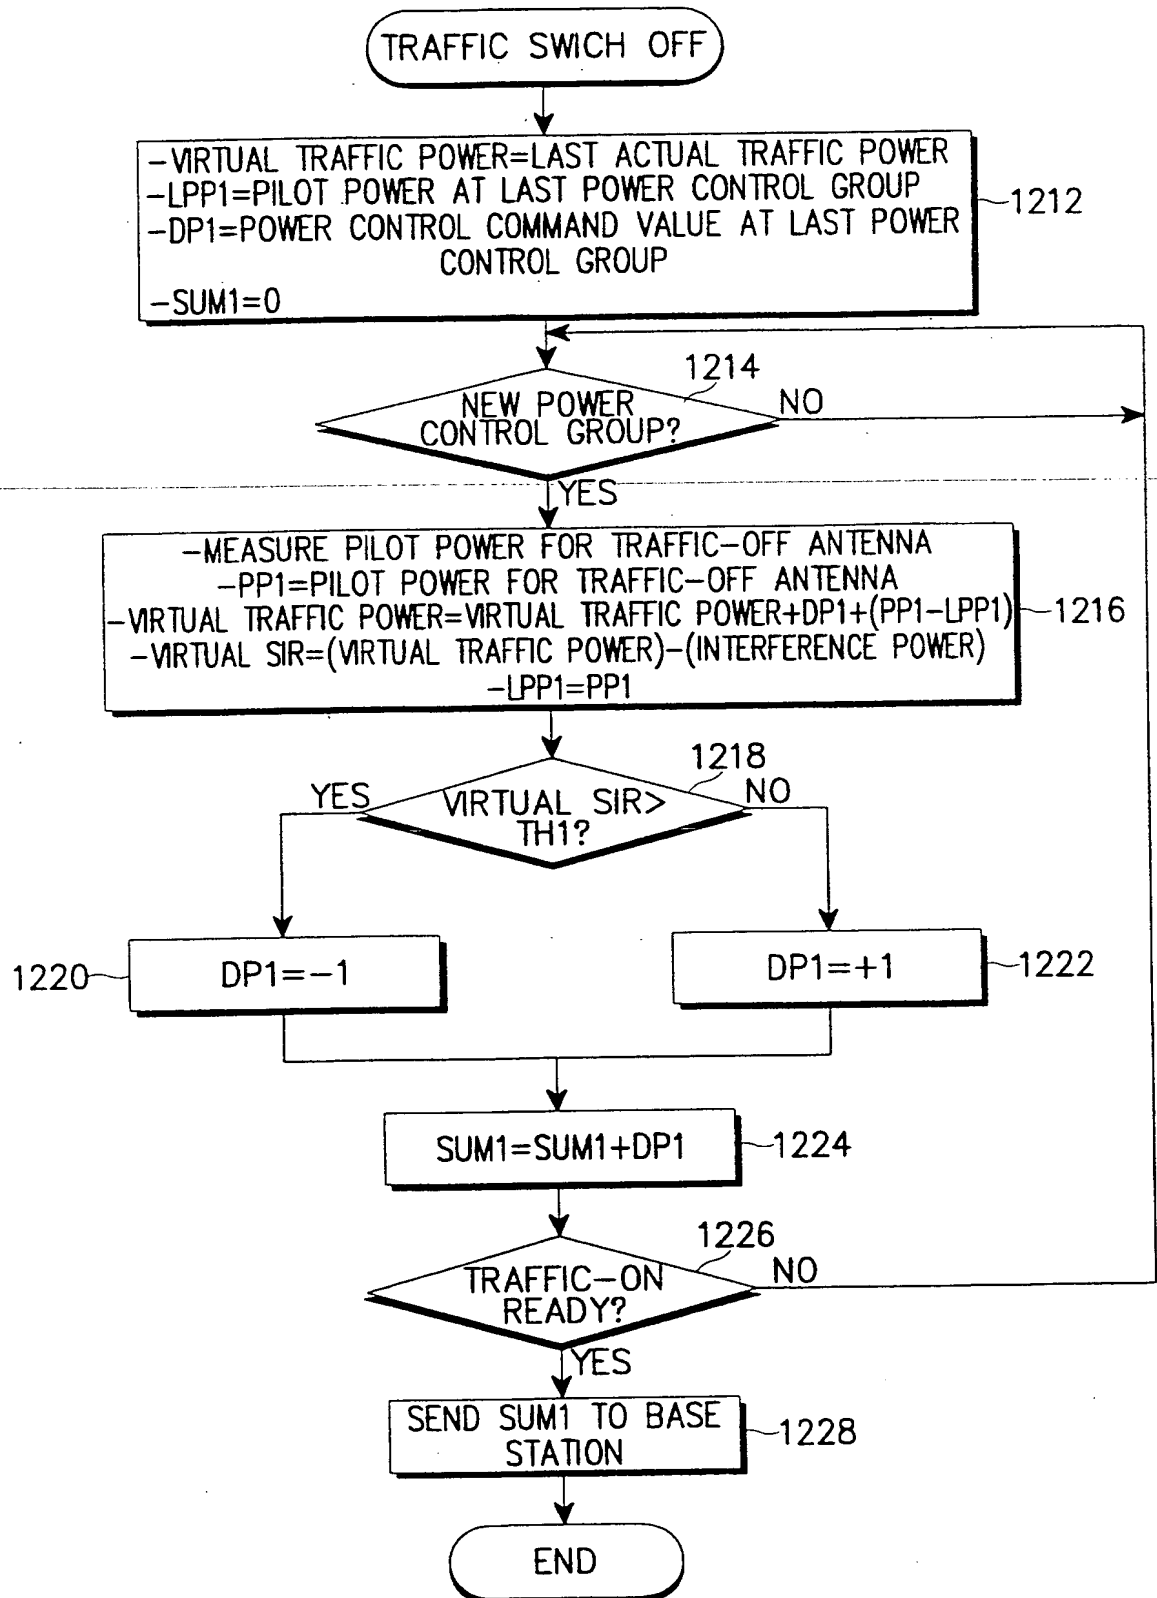 TRAFFIC SWICH OFF
-VIRTUAL TRAFFIC POWER=LAST ACTUAL TRAFFIC POWER
-LPP1=PILOT POWER AT LAST POWER CONTROL GROUP
-DP1=POWER CONTROL COMMAND VALUE AT LAST POWER
CONTROL GROUP
-SUM1=0
1212
1214
NEW POWER
CONTROL GROUP?
NO
YES
-MEASURE PILOT POWER FOR TRAFFIC-OFF ANTENNA
-PP1=PILOT POWER FOR TRAFFIC-OFF ANTENNA
-VIRTUAL TRAFFIC POWER=VIRTUAL TRAFFIC POWER+DP1+(PP1-LPP1)
-VIRTUAL SIR=(VIRTUAL TRAFFIC POWER)-(INTERFERENCE POWER)
-LPP1=PP1
1216
1218
YES
VIRTUAL SIR>
TH1?
NO
1220
DP1=-1
DP1=+1
1222
SUM1=SUM1+DP1
1224
1226
TRAFFIC-ON
READY?
NO
YES
SEND SUM1 TO BASE
STATION
1228
END